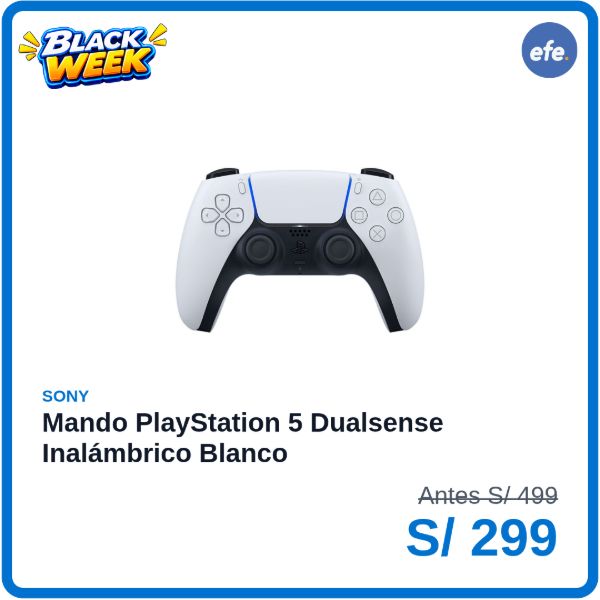 BLACK
WEEK
efe.
SONY
Mando PlayStation 5 Dualsense
Inalámbrico Blanco
Antes S/ 499
S/ 299